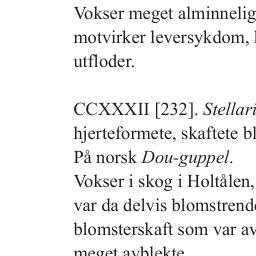 Vokser meget alminnelig
motvirker leversykdom,
utfloder.
CCXXXII [232]. Stellari
hjerteformete, skaftete bl
På norsk Dou-guppel.
Vokser i skog i Holtålen,
var da delvis blomstrend
blomsterskaft som var av
meget avblekte